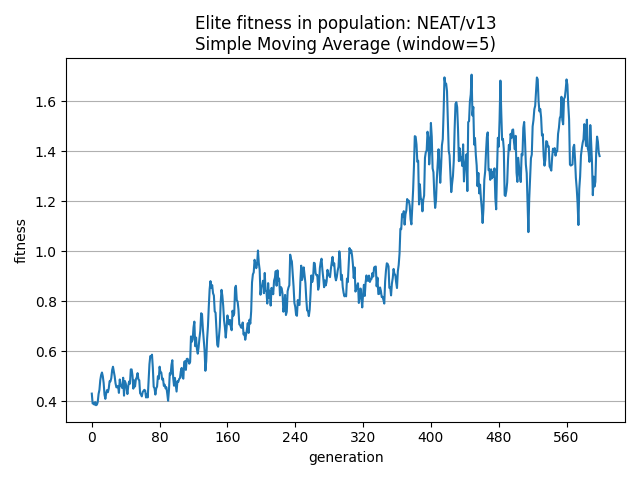 Elite fitness in population: NEAT/v13
Simple Moving Average (window=5)
fitness
1.6
1.4
1.2
1.0
0.8
0.6
0.4
0 80 160 240 320 400 480 560
generation